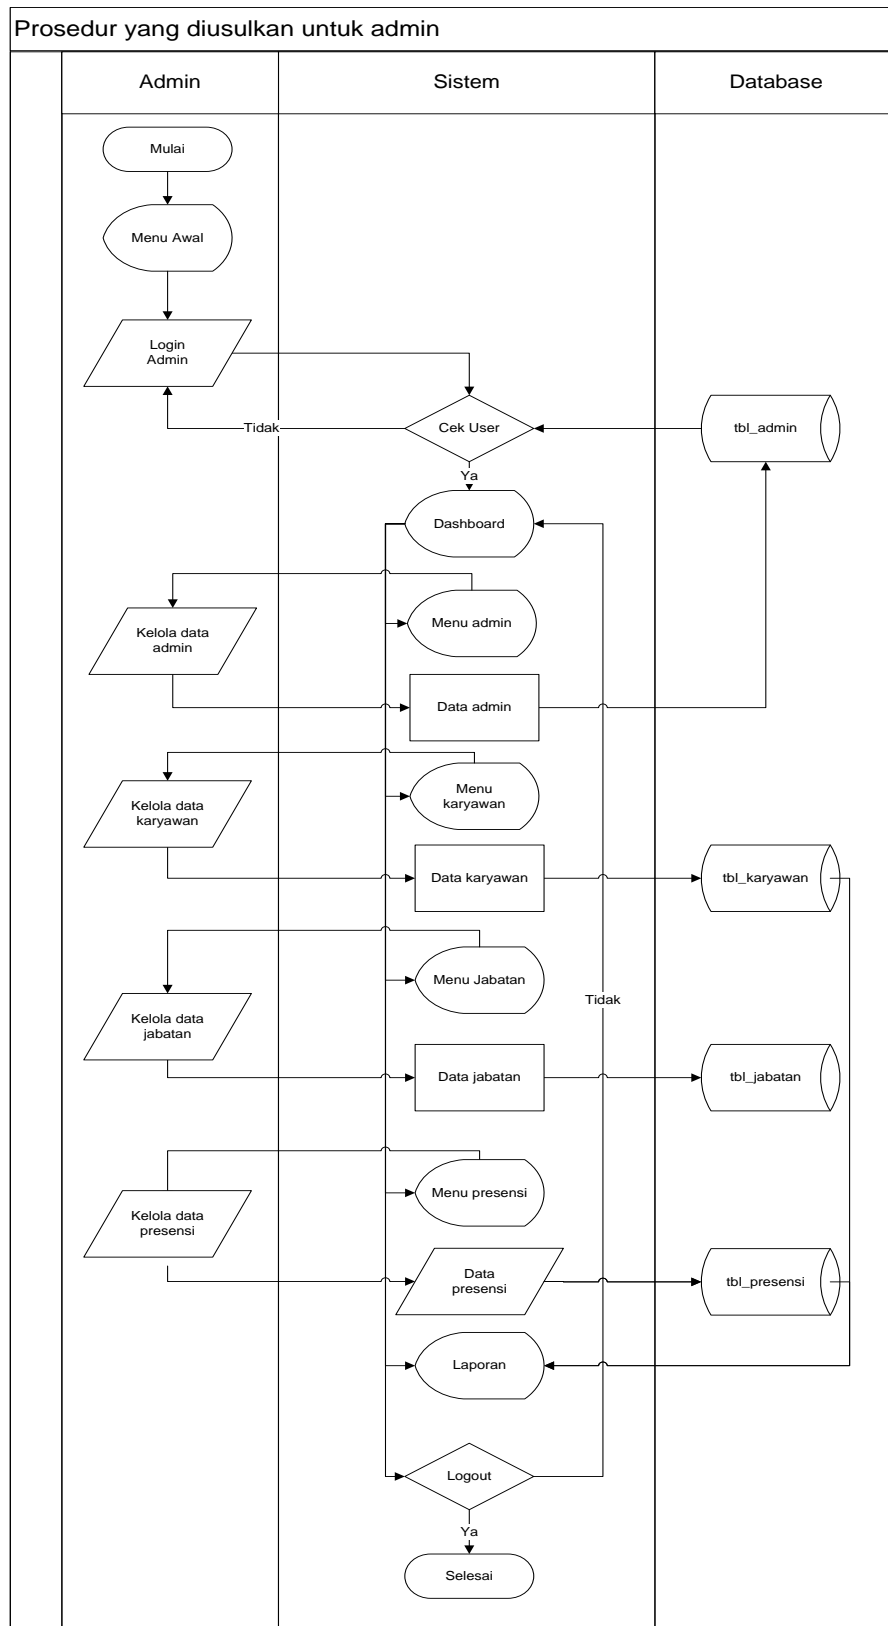 Prosedur yang diusulkan untuk admin
Admin
Sistem
Database
Mulai
Menu Awal
Login
Admin
Tidak
Cek User
tbl_admin
Ya
Dashboard
Kelola data
admin
Menu admin
Data admin
Kelola data
karyawan
Menu
karyawan
Data karyawan
tbl_karyawan
Menu Jabatan
Tidak
Kelola data
jabatan
Data jabatan
tbl_jabatan
Kelola data
presensi
Menu presensi
Data
presensi
tbl_presensi
Laporan
Logout
Ya
Selesai